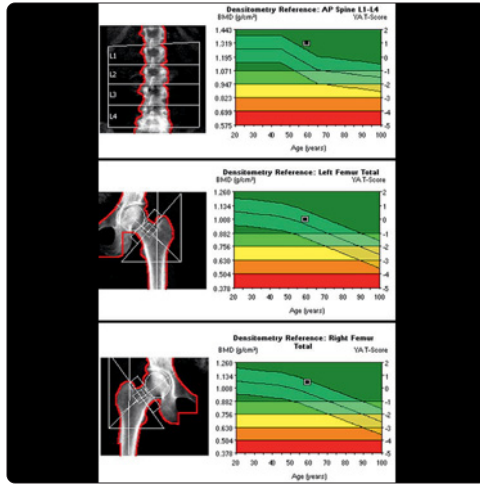 Densitometry Reference: AP Spine L1-L4
BMD (g/cm²) YA T-Score
1.443 2
1.319 1
1.195 0
1.071 -1
0.947 -2
0.823 -3
0.699 -4
0.575 -5
20 30 40 50 60 70 80 90 100
Age (years)
L1
L2
L3
L4
Densitometry Reference: Left Femur Total
BMD (g/cm²) YA T-Score
1.260 2
1.134 1
1.008 0
0.882 -1
0.756 -2
0.630 -3
0.504 -4
0.378 -5
20 30 40 50 60 70 80 90 100
Age (years)
Densitometry Reference: Right Femur
Total
BMD (g/cm²) YA T-Score
1.260 2
1.134 1
1.008 0
0.882 -1
0.756 -2
0.630 -3
0.504 -4
0.378 -5
20 30 40 50 60 70 80 90 100
Age (years)